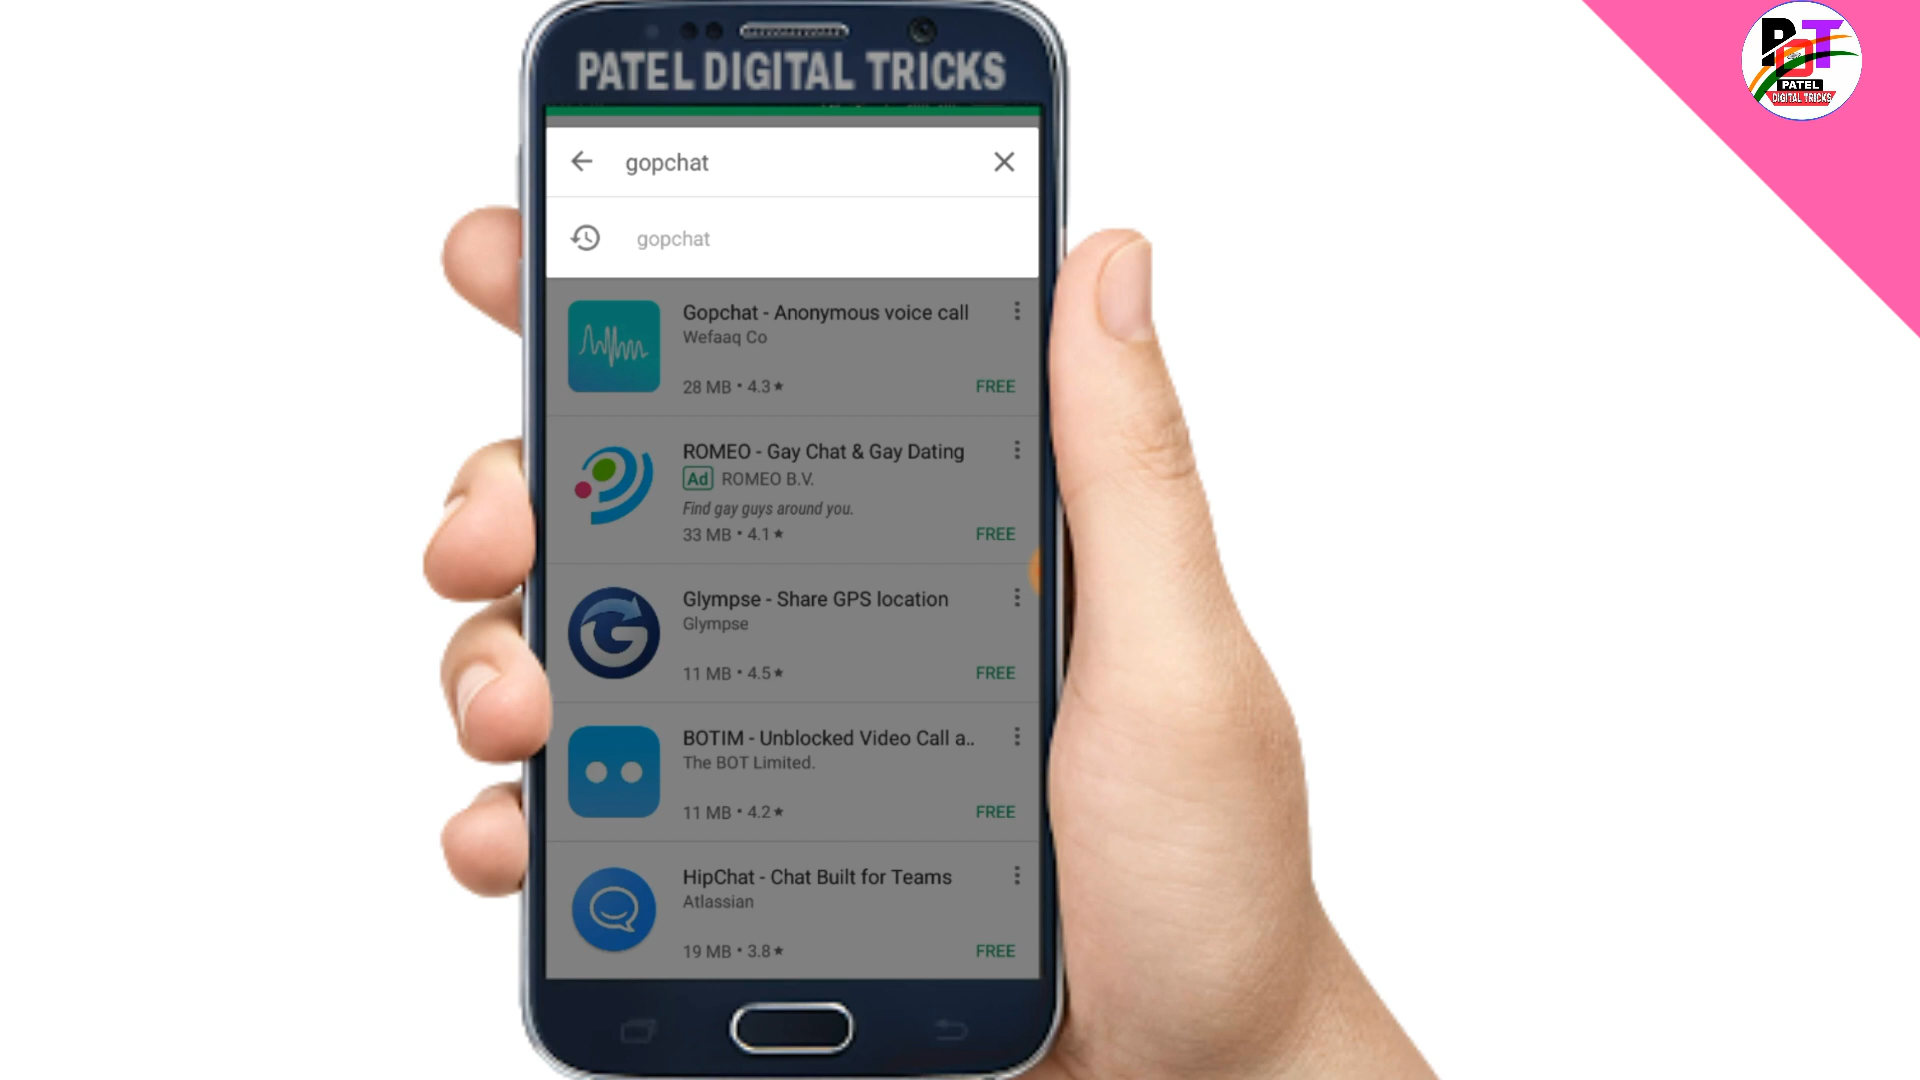 PATEL DIGITAL TRICKS
PDT
PATEL
DIGITAL TRICKS
gopchat
gopchat
Gopchat - Anonymous voice call
Wefaaq Co
28 MB • 4.3★
FREE
ROMEO - Gay Chat & Gay Dating
Ad ROMEO B.V.
Find gay guys around you.
33 MB • 4.1★
FREE
Glympse - Share GPS location
Glympse
11 MB • 4.5★
FREE
BOTIM - Unblocked Video Call a..
The BOT Limited.
11 MB • 4.2★
FREE
HipChat - Chat Built for Teams
Atlassian
19 MB • 3.8★
FREE